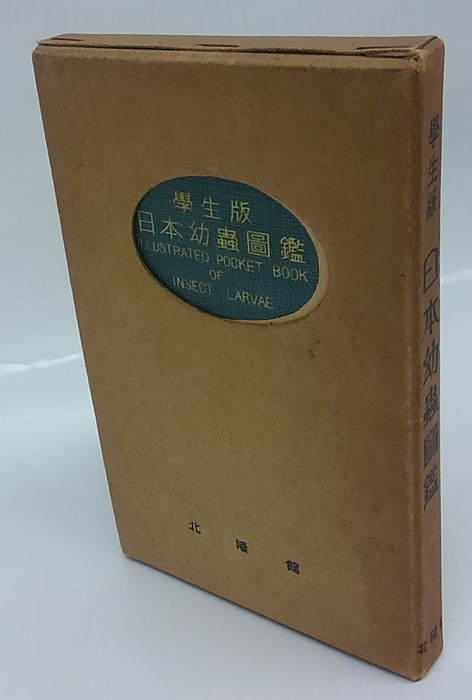 學生版
日本幼蟲圖鑑
ILLUSTRATED POCKET BOOK
OF
INSECT LARVAE
北隆館
學生版 日本幼蟲圖鑑
北隆